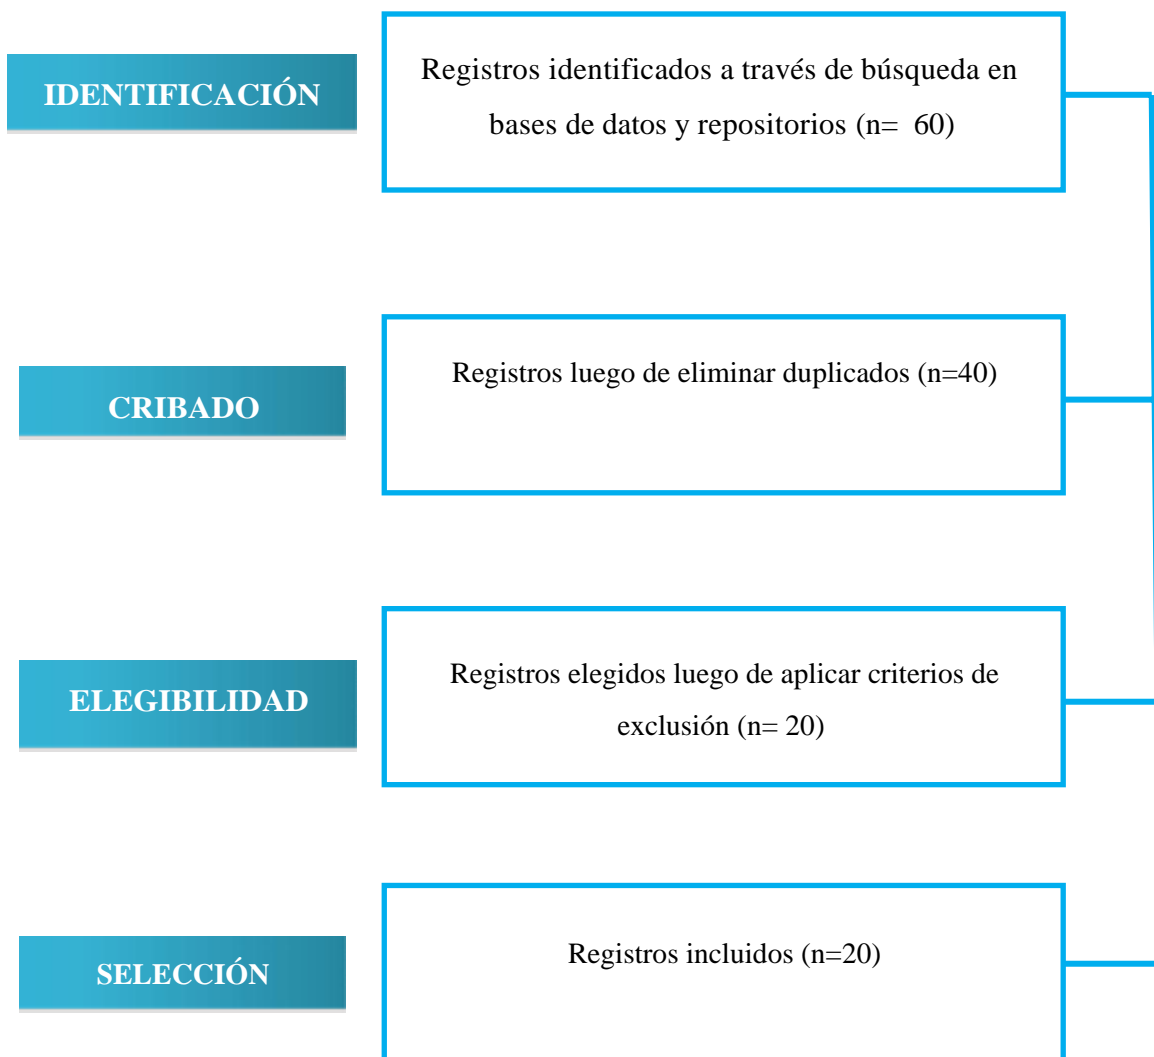 IDENTIFICACIÓN
Registros identificados a través de búsqueda en
bases de datos y repositorios (n=  60)
CRIBADO
Registros luego de eliminar duplicados (n=40)
ELEGIBILIDAD
Registros elegidos luego de aplicar criterios de
exclusión (n= 20)
SELECCIÓN
Registros incluidos (n=20)